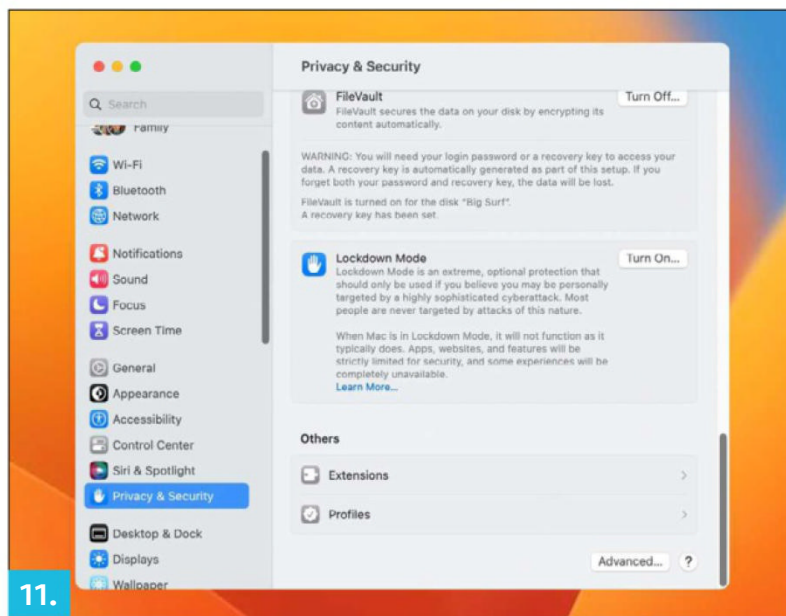 Privacy & Security
Search
Family
Wi-Fi
Bluetooth
Network
Notifications
Sound
Focus
Screen Time
General
Appearance
Accessibility
Control Center
Siri & Spotlight
Privacy & Security
Desktop & Dock
Displays
Wallpaper
FileVault
Turn Off...
FileVault secures the data on your disk by encrypting its
content automatically.
WARNING: You will need your login password or a recovery key to access your
data. A recovery key is automatically generated as part of this setup. If you
forget both your password and recovery key, the data will be lost.
FileVault is turned on for the disk "Big Surf".
A recovery key has been set.
Lockdown Mode
Turn On...
Lockdown Mode is an extreme, optional protection that
should only be used if you believe you may be personally
targeted by a highly sophisticated cyberattack. Most
people are never targeted by attacks of this nature.
When Mac is in Lockdown Mode, it will not function as it
typically does. Apps, websites, and features will be
strictly limited for security, and some experiences will be
completely unavailable.
Learn More...
Others
Extensions
Profiles
Advanced...
?
11.